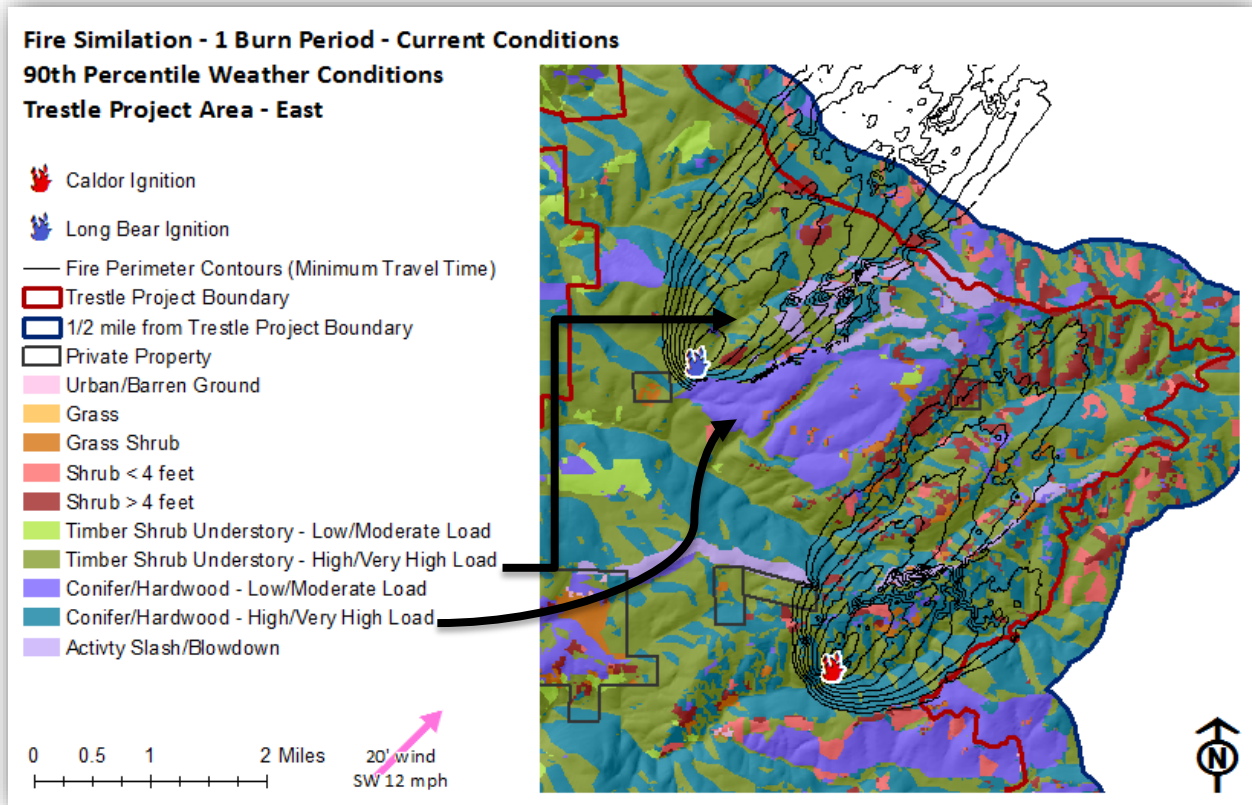 Fire Similation - 1 Burn Period - Current Conditions
90th Percentile Weather Conditions
Trestle Project Area - East
Caldor Ignition
Long Bear Ignition
Fire Perimeter Contours (Minimum Travel Time)
Trestle Project Boundary
1/2 mile from Trestle Project Boundary
Private Property
Urban/Barren Ground
Grass
Grass Shrub
Shrub < 4 feet
Shrub > 4 feet
Timber Shrub Understory - Low/Moderate Load
Timber Shrub Understory - High/Very High Load
Conifer/Hardwood - Low/Moderate Load
Conifer/Hardwood - High/Very High Load
Activty Slash/Blowdown
0 0.5 1 2 Miles
20' wind
SW 12 mph
N